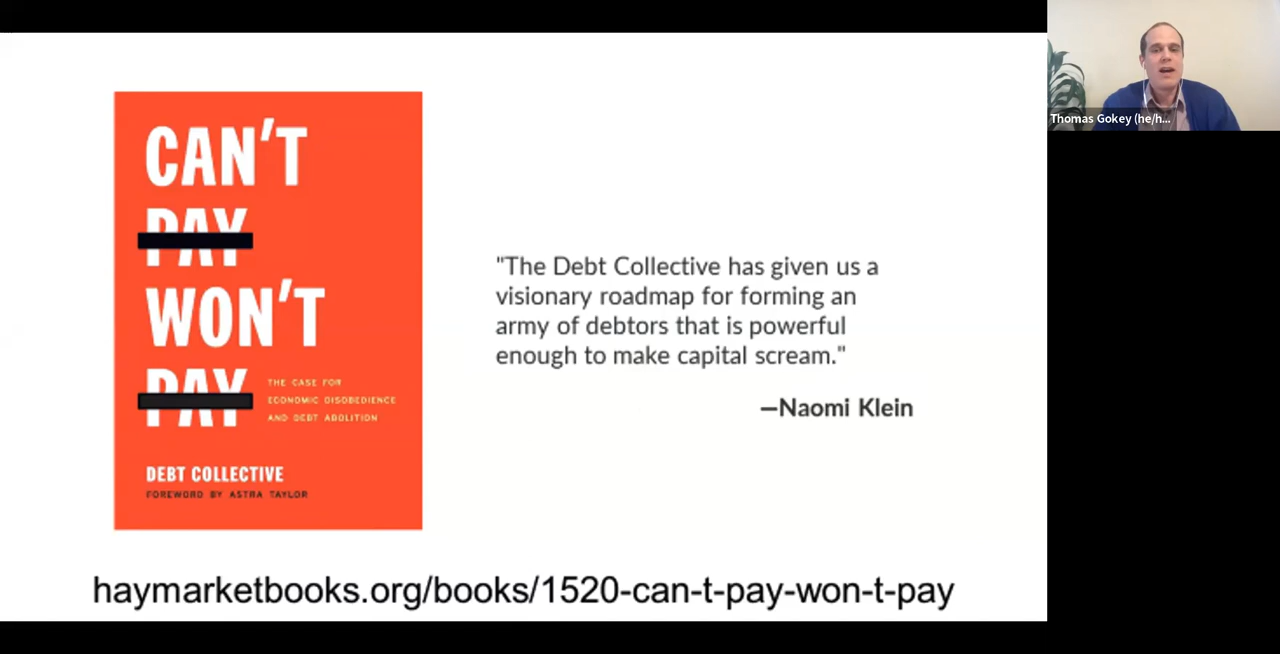 CAN'T
PAY
WON'T
PAY
THE CASE FOR
ECONOMIC DISOBEDIENCE
AND DEBT ABOLITION
DEBT COLLECTIVE
FOREWORD BY ASTRA TAYLOR
"The Debt Collective has given us a
visionary roadmap for forming an
army of debtors that is powerful
enough to make capital scream."
—Naomi Klein
haymarketbooks.org/books/1520-can-t-pay-won-t-pay
Thomas Gokey (he/h...